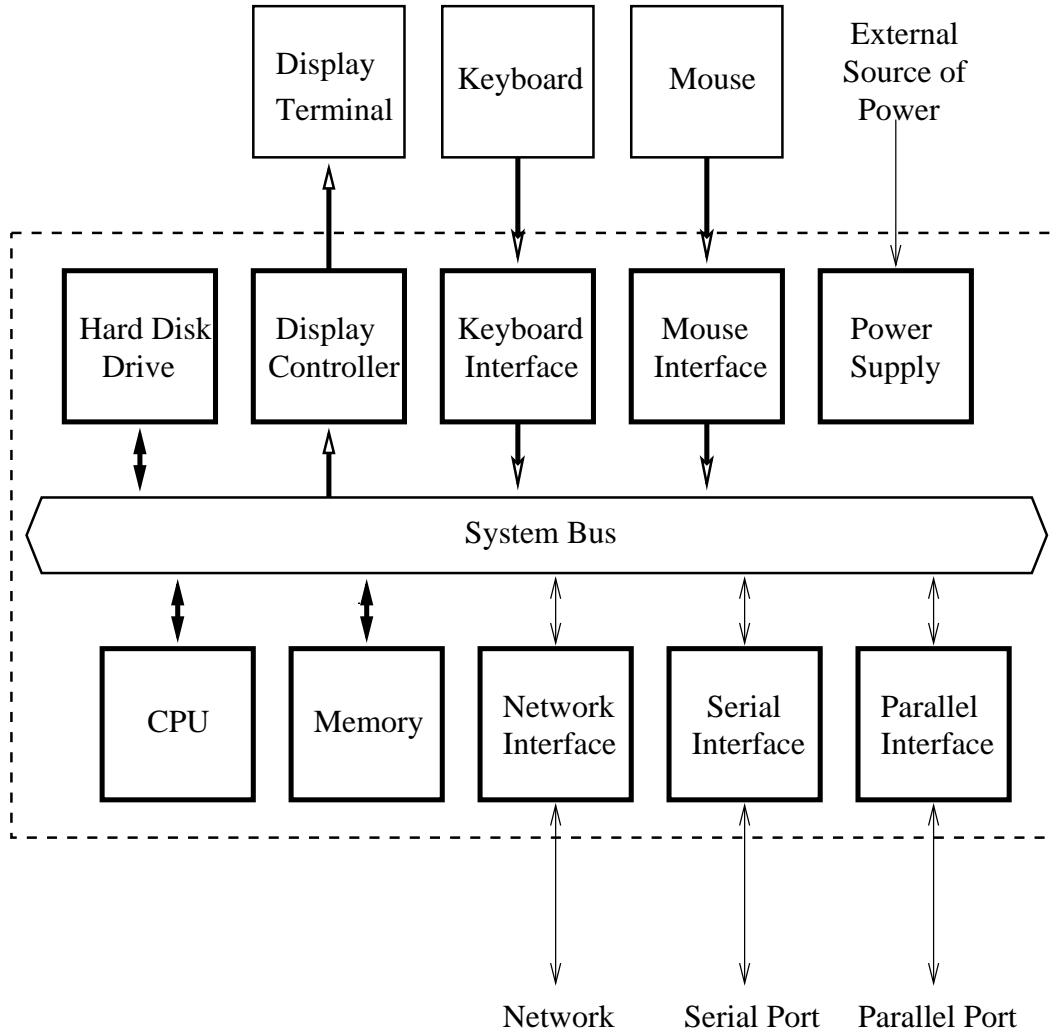 Display
Terminal
Keyboard
Mouse
External
Source of
Power
Hard Disk
Drive
Display
Controller
Keyboard
Interface
Mouse
Interface
Power
Supply
System Bus
CPU
Memory
Network
Interface
Serial
Interface
Parallel
Interface
Network
Serial Port
Parallel Port